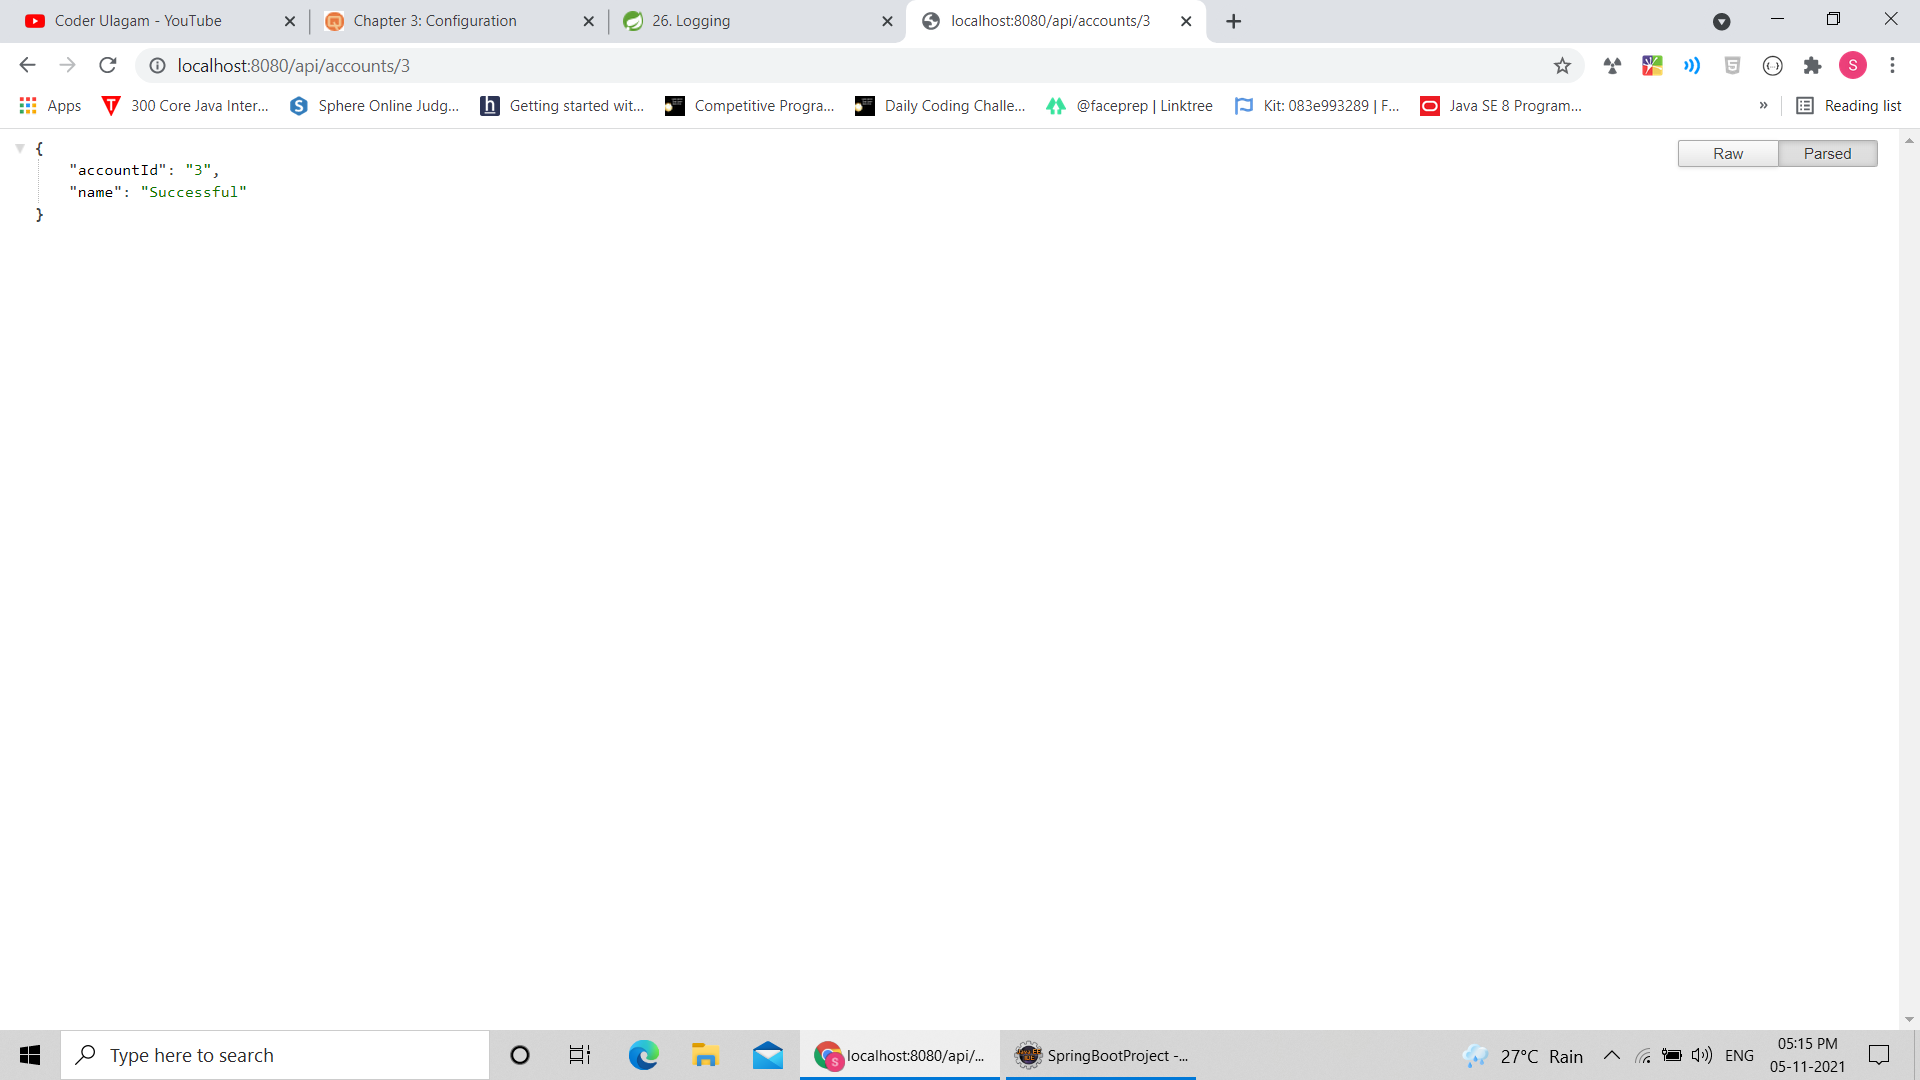 Coder Ulagam - YouTube
Chapter 3: Configuration
26. Logging
localhost:8080/api/accounts/3
localhost:8080/api/accounts/3
S
Apps
300 Core Java Inter...
Sphere Online Judg...
Getting started wit...
Competitive Progra...
Daily Coding Challe...
@faceprep | Linktree
Kit: 083e993289 | F...
Java SE 8 Program...
»
Reading list
{
"accountId": "3",
"name": "Successful"
}
Raw
Parsed
Type here to search
localhost:8080/api/...
SpringBootProject -...
27°C Rain
ENG
05:15 PM
05-11-2021